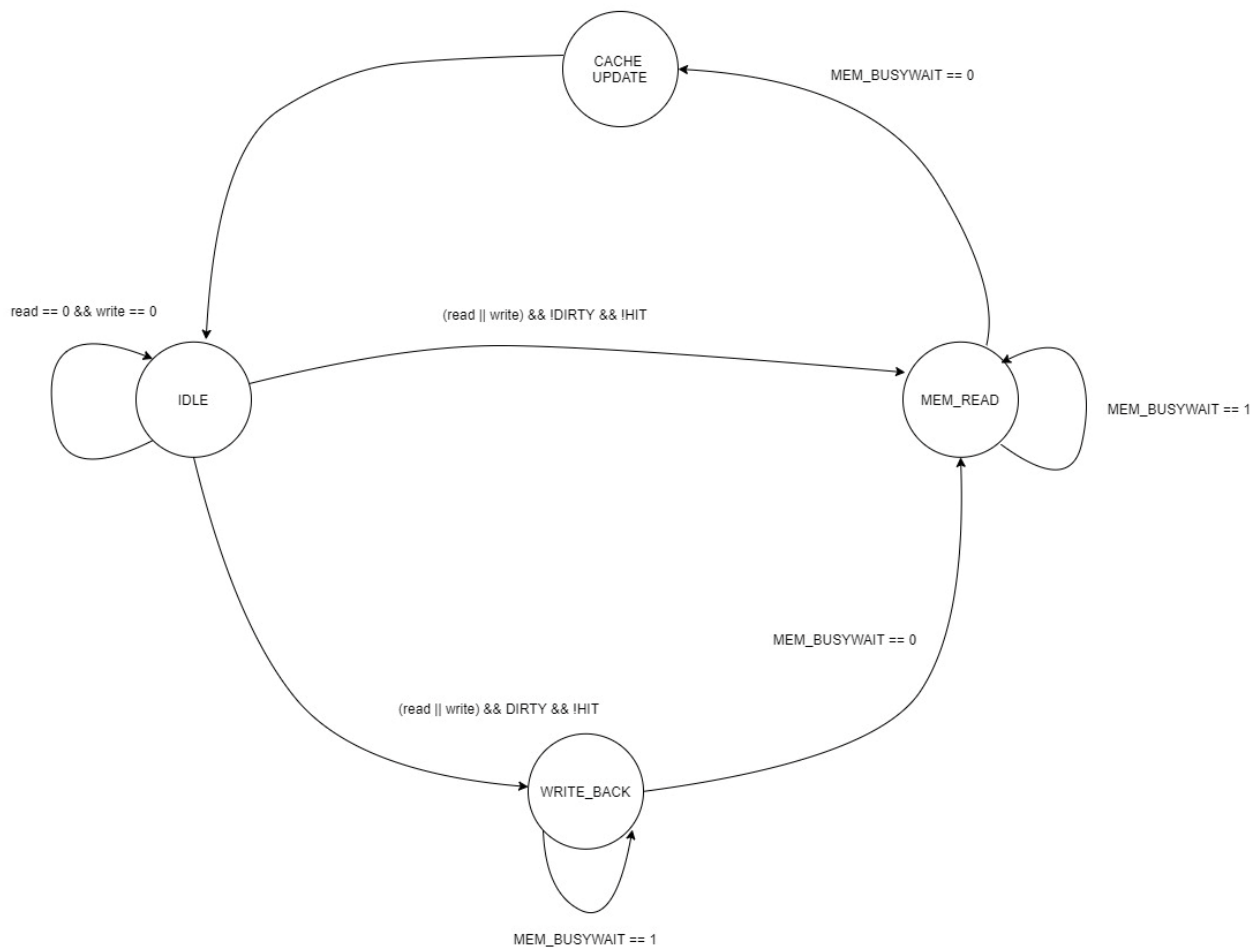 CACHE
UPDATE
MEM_BUSYWAIT == 0
read == 0 && write == 0
(read || write) && !DIRTY && !HIT
IDLE
MEM_READ
MEM_BUSYWAIT == 1
MEM_BUSYWAIT == 0
(read || write) && DIRTY && !HIT
WRITE_BACK
MEM_BUSYWAIT == 1